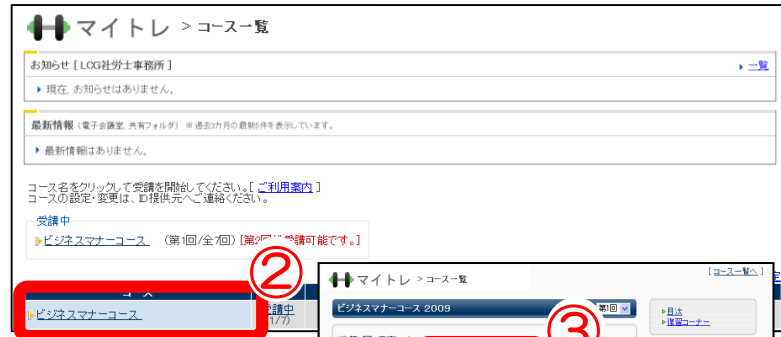 マイトレ > コース一覧
お知らせ [ LCG社労士事務所 ]
一覧
現在、お知らせはありません。
最新情報 (電子会議室、共有フォルダ) ※過去3カ月の最新5件を表示しています。
最新情報はありません。
コース名をクリックして受講を開始してください。[ ご利用案内 ]
コースの設定・変更は、ID提供元へご連絡ください。
受講中
ビジネスマナーコース (第1回/全7回) [第2回 受講可能です。]
②
コース
ビジネスマナーコース
受講中
1/7)
マイトレ > コース一覧
[コース一覧へ]
ビジネスマナーコース 2009
第1回
③
目次
復習コーナー